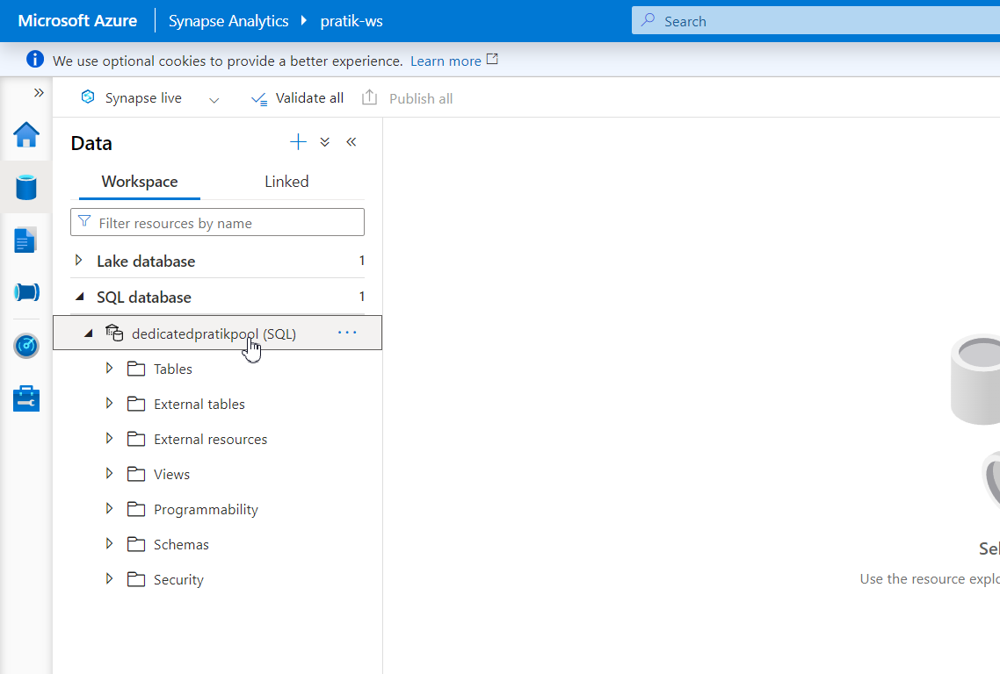 Microsoft Azure Synapse Analytics pratik-ws Search
We use optional cookies to provide a better experience. Learn more
Synapse live Validate all Publish all
Data
Workspace Linked
Filter resources by name
Lake database 1
SQL database 1
dedicatedpratikpool (SQL) ...
Tables
External tables
External resources
Views
Programmability
Schemas
Security
Sel
Use the resource explo